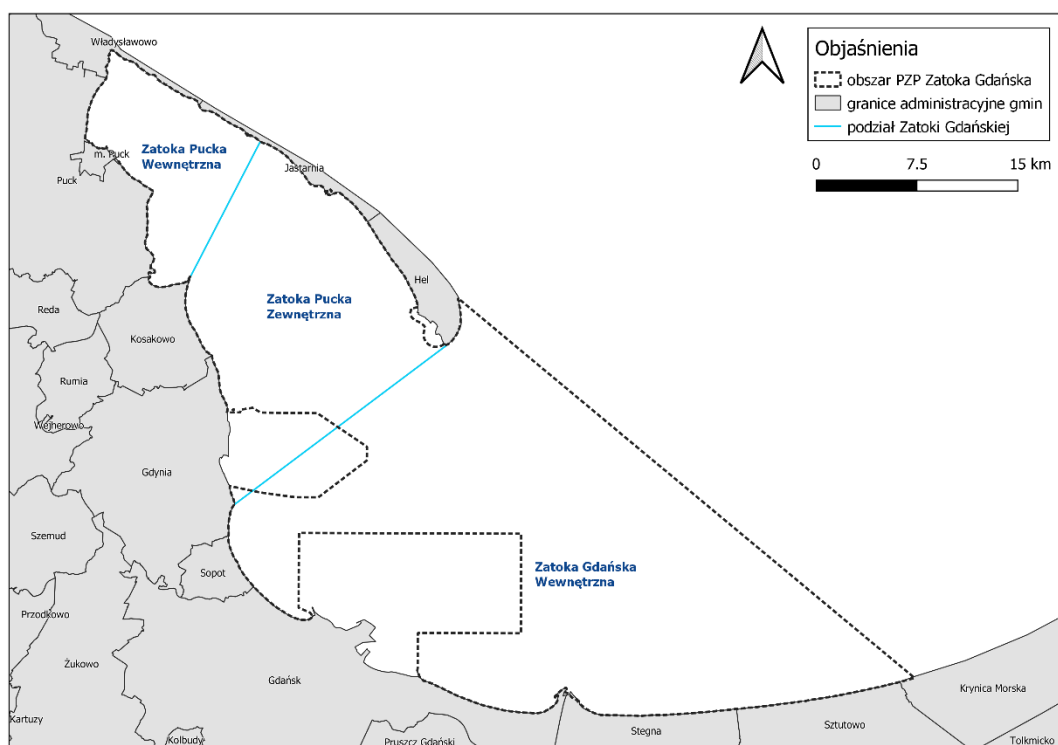 Władysławowo
Objaśnienia
obszar PZP Zatoka Gdańska
granice administracyjne gmin
podział Zatoki Gdańskiej
0 7.5 15 km
Zatoka Pucka
Wewnętrzna
m. Puck
Puck
Jastarnia
Hel
Zatoka Pucka
Zewnętrzna
Reda
Kosakowo
Rumia
Wejherowo
Gdynia
Szemud
Sopot
Zatoka Gdańska
Wewnętrzna
Przodkowo
Żukowo
Gdańsk
Krynica Morska
Kartuzy
Kolbudy
Pruszcz Gdański
Stegna
Sztutowo
Tolkmicko